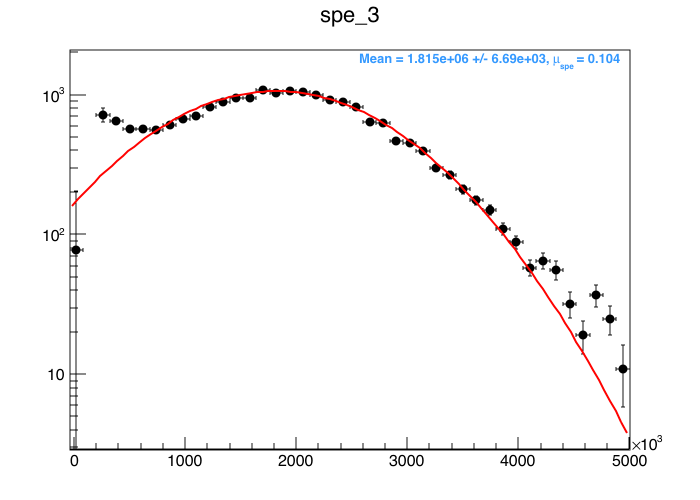 spe_3
Mean = 1.815e+06 +/- 6.69e+03, μspe = 0.104
10³
10²
10
0 1000 2000 3000 4000 5000
×10³